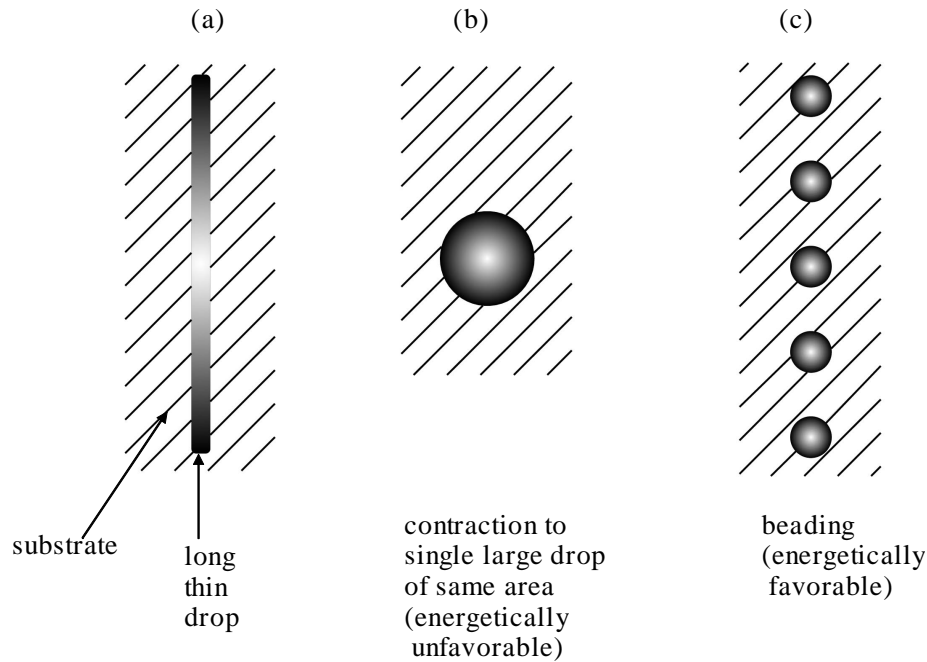 (a)
(b)
(c)
substrate
long
thin
drop
contraction to
single large drop
of same area
(energetically
unfavorable)
beading
(energetically
favorable)